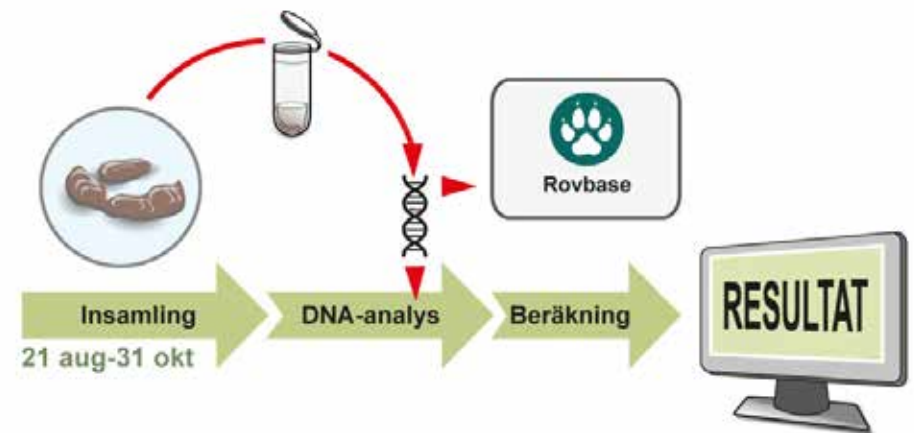 Rovbase
Insamling
DNA-analys
Beräkning
RESULTAT
21 aug-31 okt